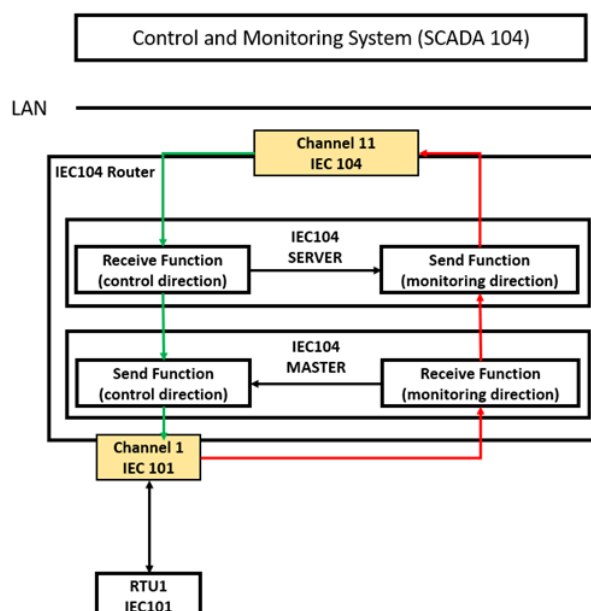 Control and Monitoring System (SCADA 104)
LAN
Channel 11
IEC 104
IEC104 Router
IEC104
SERVER
Receive Function
(control direction)
Send Function
(monitoring direction)
IEC104
MASTER
Send Function
(control direction)
Receive Function
(monitoring direction)
Channel 1
IEC 101
RTU1
IEC101